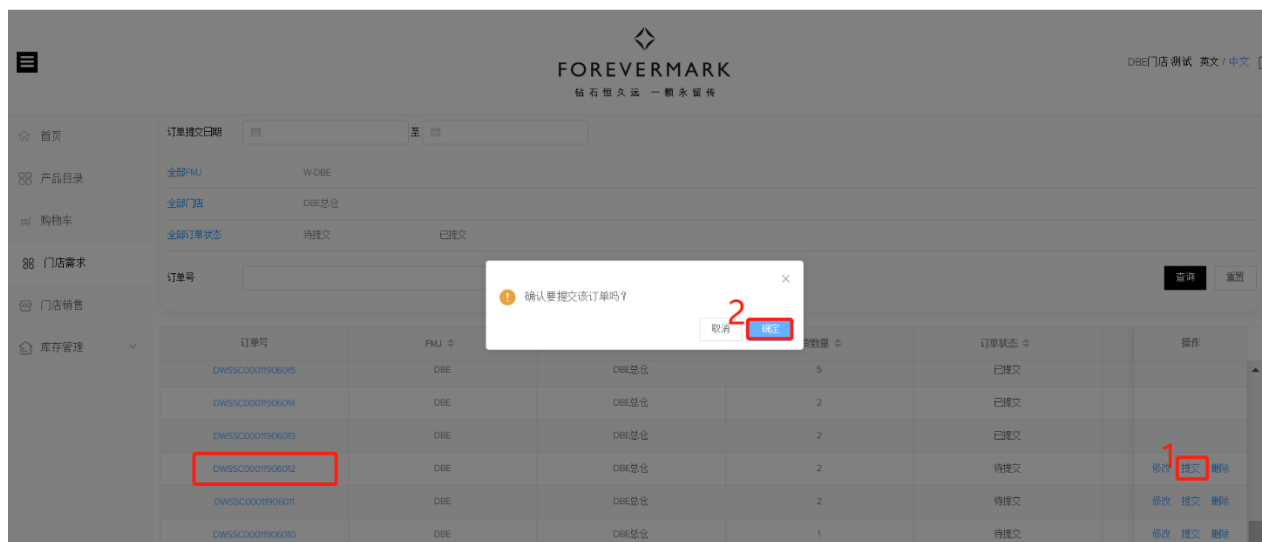 FOREVERMARK
钻石恒久远 一颗永留传
DBE门店测试 英文 / 中文
首页
产品目录
购物车
门店需求
门店销售
库存管理
订单提交日期 至
全部FMJ W-DBE
全部门店 DBE总仓
全部订单状态 待提交 已提交
订单号 查询 重置
确认要提交该订单吗？
2
取消 确定
订单号 FMJ 货数量 订单状态 操作
DWSSC00011906015 DBE DBE总仓 5 已提交
DWSSC00011906014 DBE DBE总仓 2 已提交
DWSSC00011906013 DBE DBE总仓 2 已提交
1
DWSSC00011906012 DBE DBE总仓 2 待提交 修改 提交 删除
DWSSC00011906011 DBE DBE总仓 2 待提交 修改 提交 删除
DWSSC00011906010 DBE DBE总仓 1 待提交 修改 提交 删除